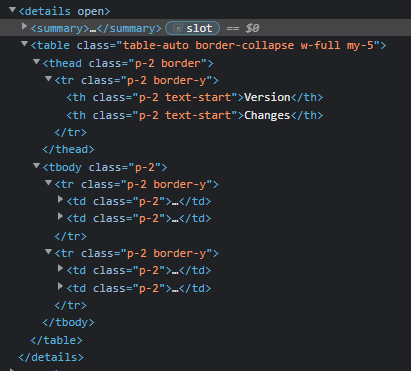 <details open>
<summary>…</summary> slot == $0
<table class="table-auto border-collapse w-full my-5">
<thead class="p-2 border">
<tr class="p-2 border-y">
<th class="p-2 text-start">Version</th>
<th class="p-2 text-start">Changes</th>
</tr>
</thead>
<tbody class="p-2">
<tr class="p-2 border-y">
<td class="p-2">…</td>
<td class="p-2">…</td>
</tr>
<tr class="p-2 border-y">
<td class="p-2">…</td>
<td class="p-2">…</td>
</tr>
</tbody>
</table>
</details>